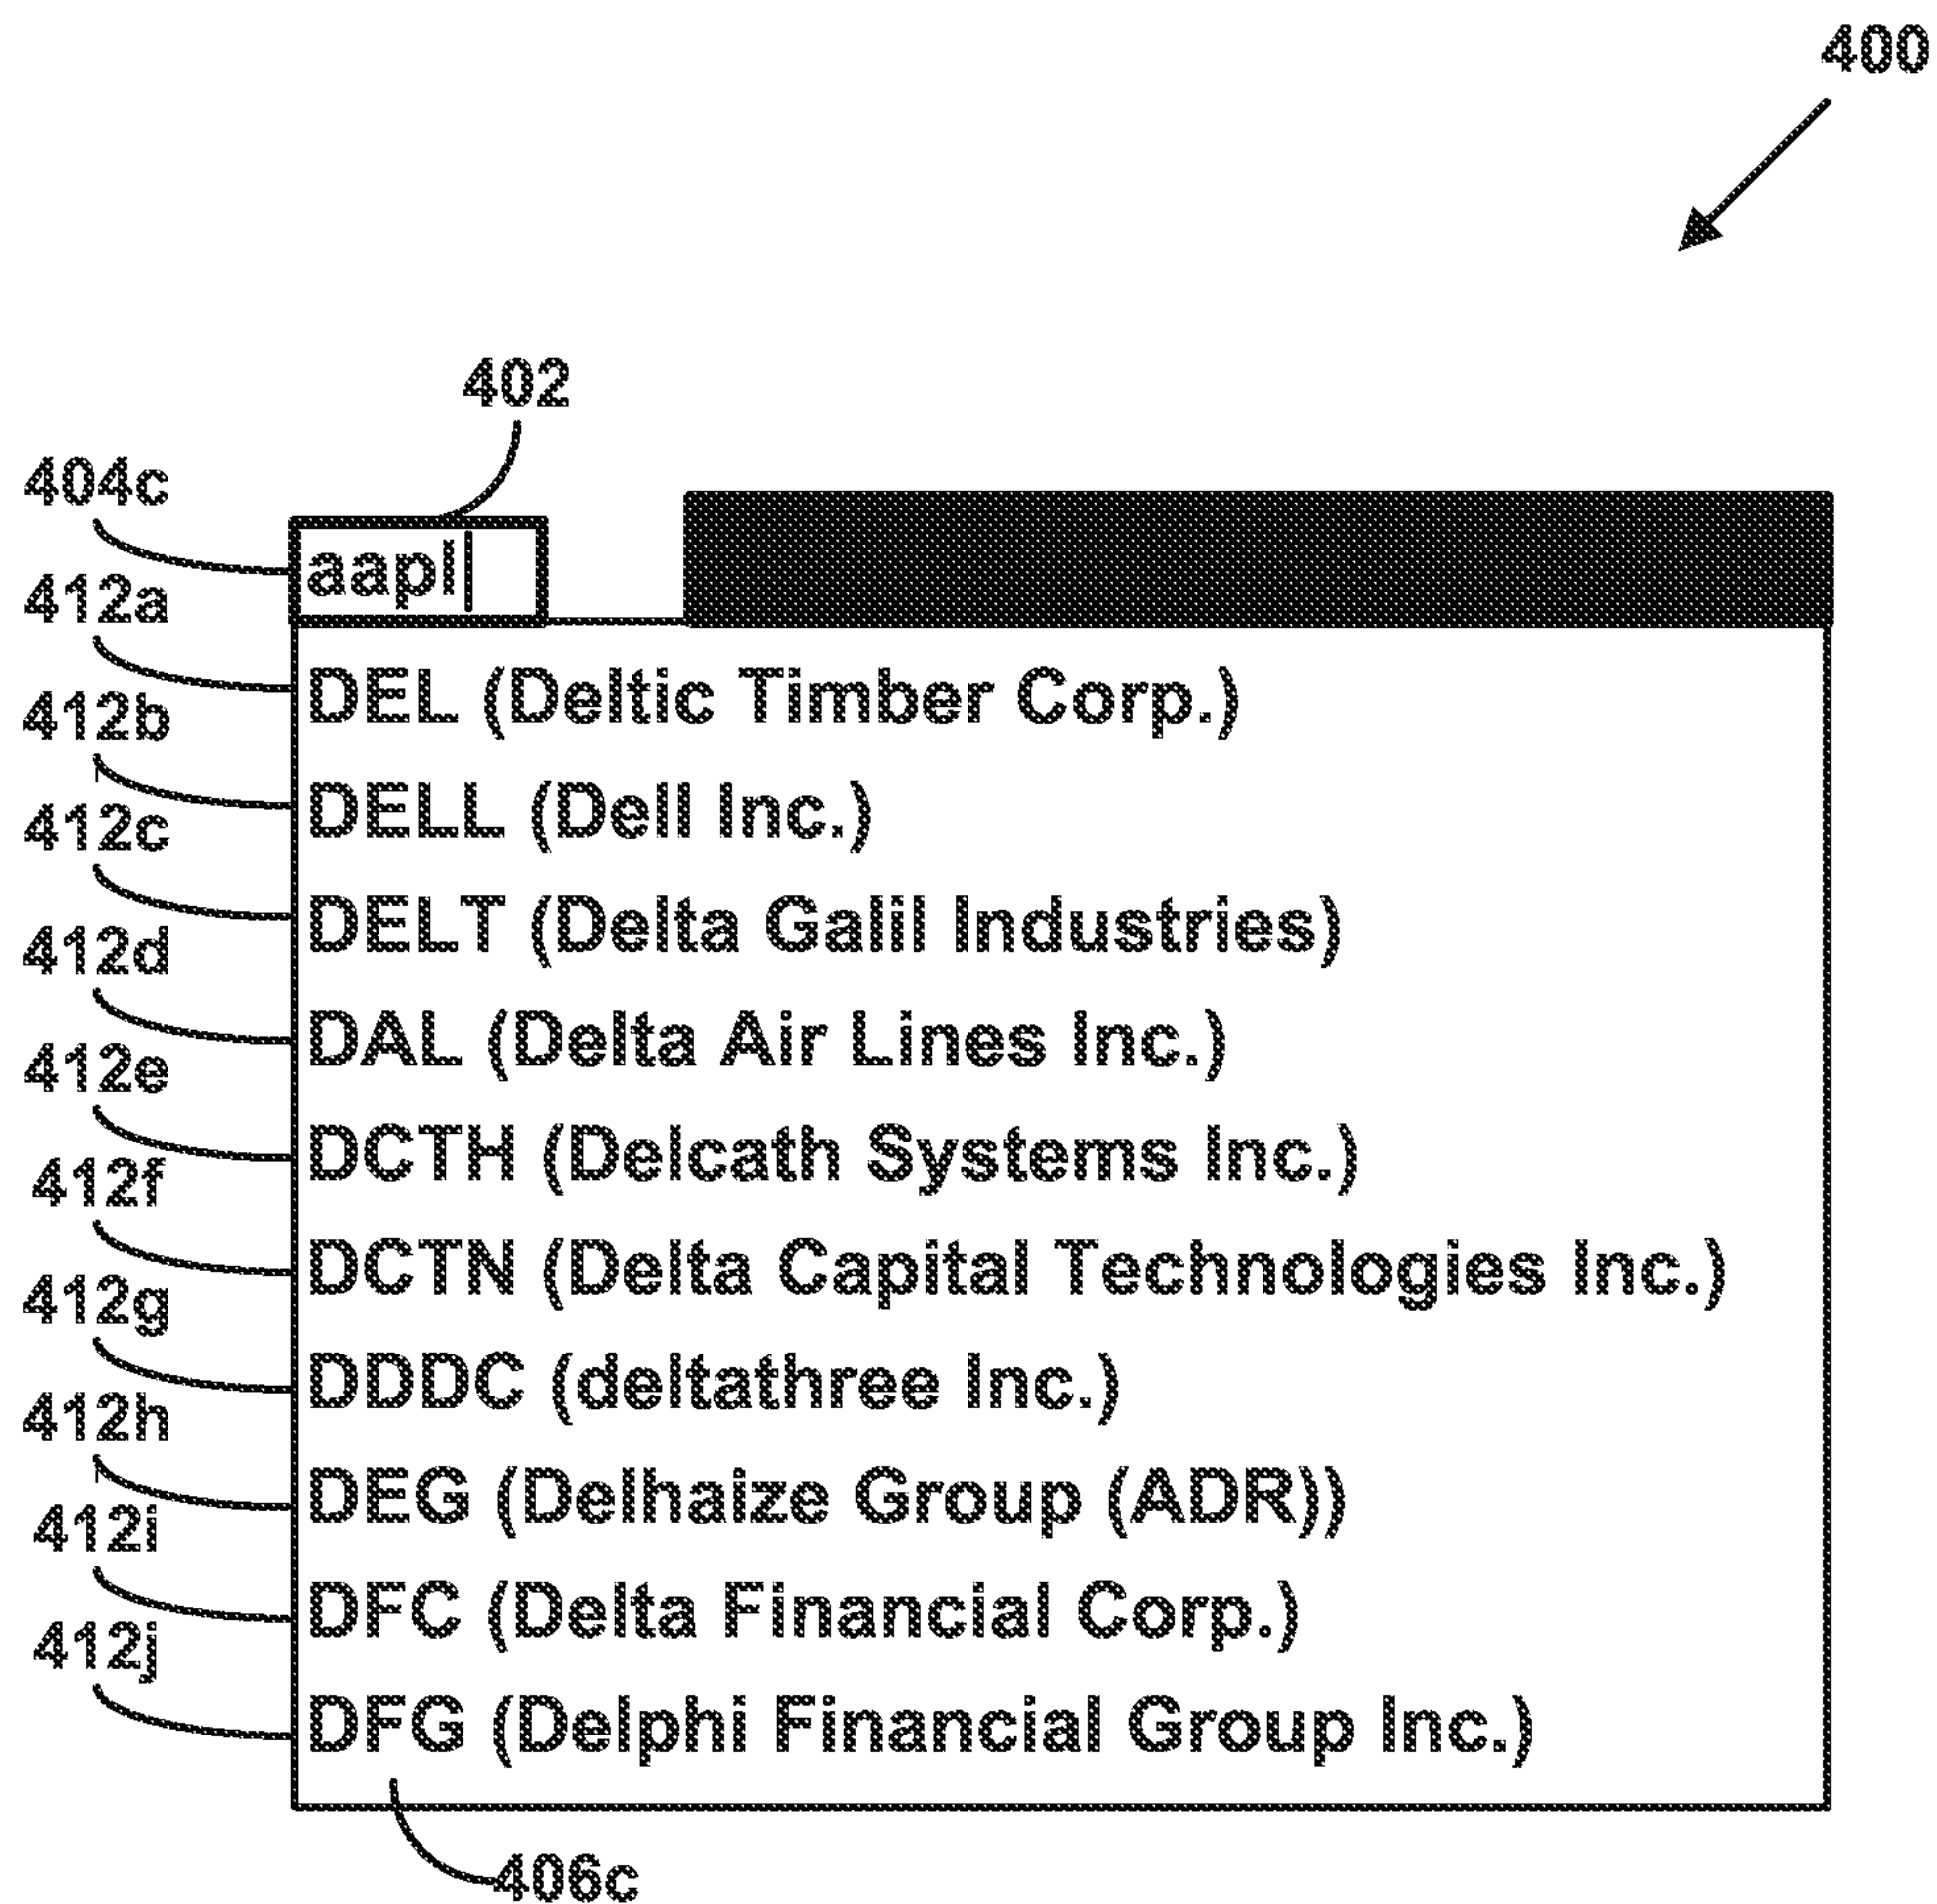 400
402
404c
aapl
412a
DEL (Deltic Timber Corp.)
412b
DELL (Dell Inc.)
412c
DELT (Delta Galil Industries)
412d
DAL (Delta Air Lines Inc.)
412e
DCTH (Delcath Systems Inc.)
412f
DCTN (Delta Capital Technologies Inc.)
412g
DDDC (deltathree Inc.)
412h
DEG (Delhaize Group (ADR))
412i
DFC (Delta Financial Corp.)
412j
DFG (Delphi Financial Group Inc.)
406c